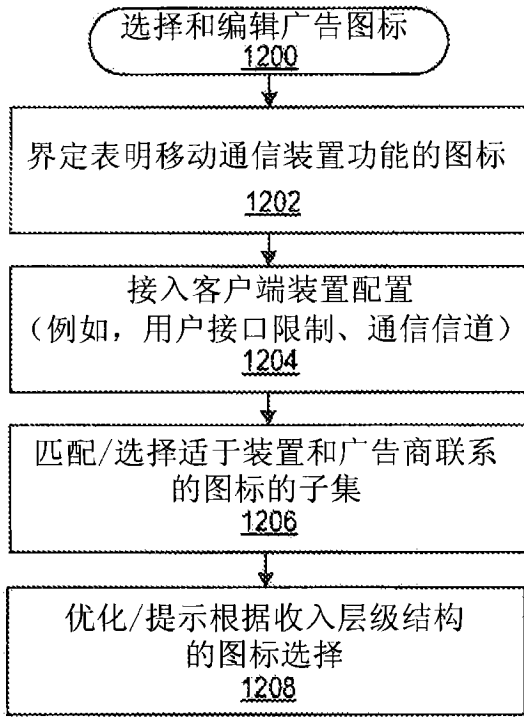 选择和编辑广告图标
1200
界定表明移动通信装置功能的图标
1202
接入客户端装置配置
（例如，用户接口限制、通信信道）
1204
匹配/选择适于装置和广告商联系
的图标的子集
1206
优化/提示根据收入层级结构
的图标选择
1208